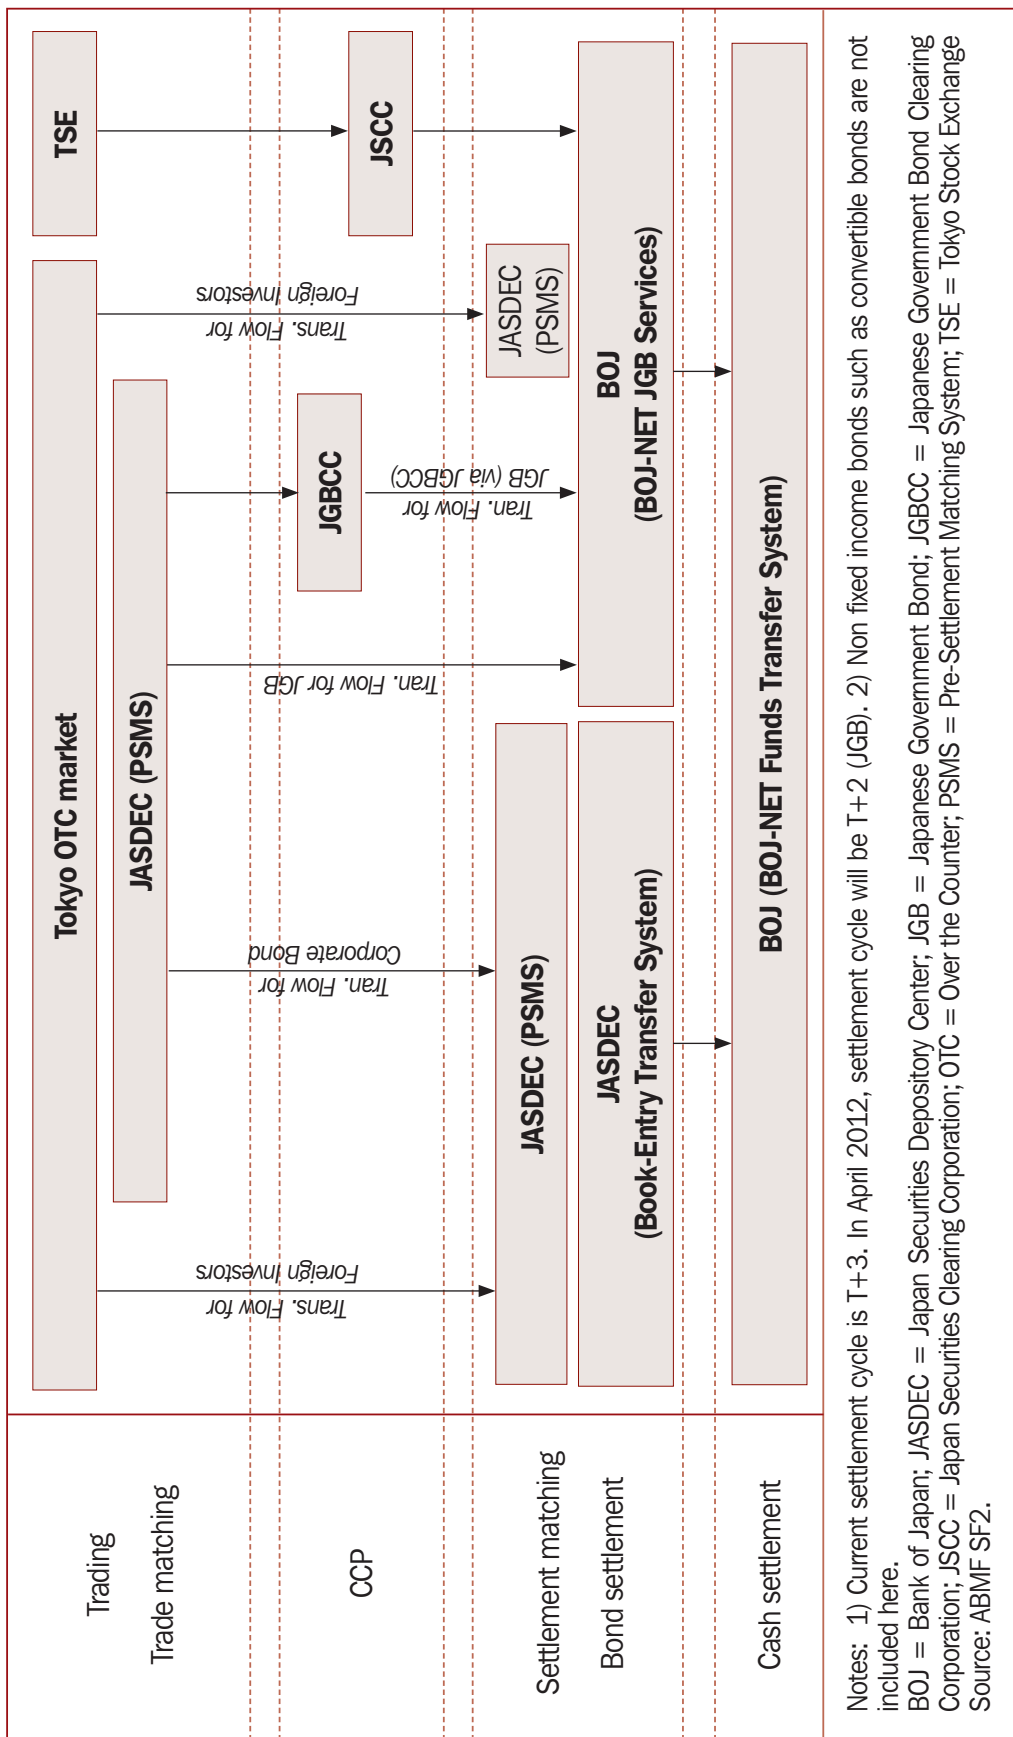 Trading
Trade matching
CCP
Settlement matching
Bond settlement
Cash settlement
Tokyo OTC market
TSE
JASDEC (PSMS)
Trans. Flow for
Foreign Investors
Tran. Flow for
Corporate Bond
Tran. Flow for JGB
JGBCC
Tran. Flow for
JGB (via JGBCC)
Trans. Flow for
Foreign Investors
JSCC
JASDEC (PSMS)
JASDEC
(PSMS)
JASDEC
(Book-Entry Transfer System)
BOJ
(BOJ-NET JGB Services)
BOJ (BOJ-NET Funds Transfer System)
Notes: 1) Current settlement cycle is T+3. In April 2012, settlement cycle will be T+2 (JGB). 2) Non fixed income bonds such as convertible bonds are not
included here.
BOJ = Bank of Japan; JASDEC = Japan Securities Depository Center; JGB = Japanese Government Bond; JGBCC = Japanese Government Bond Clearing
Corporation; JSCC = Japan Securities Clearing Corporation; OTC = Over the Counter; PSMS = Pre-Settlement Matching System; TSE = Tokyo Stock Exchange
Source: ABMF SF2.